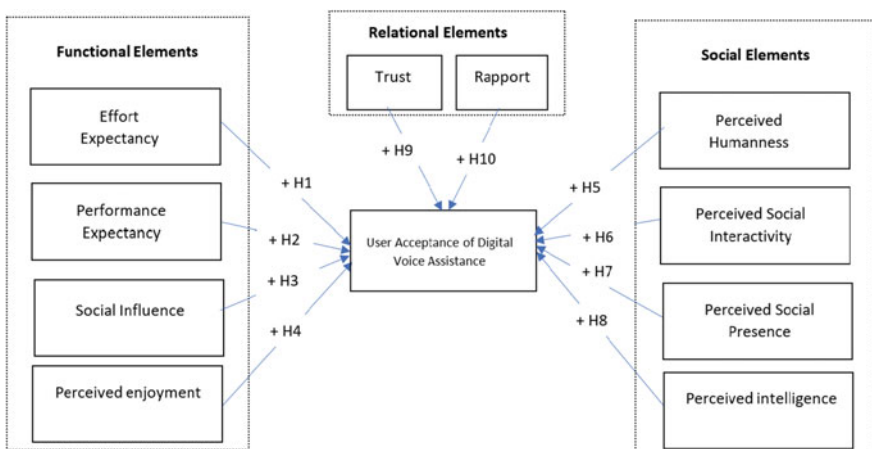 Functional Elements
Effort
Expectancy
Performance
Expectancy
Social Influence
Perceived enjoyment
+ H1
+ H2
+ H3
+ H4
Relational Elements
Trust
Rapport
+ H9
+ H10
User Acceptance of Digital
Voice Assistance
Social Elements
Perceived
Humanness
Perceived Social
Interactivity
Perceived Social
Presence
Perceived intelligence
+ H5
+ H6
+ H7
+ H8